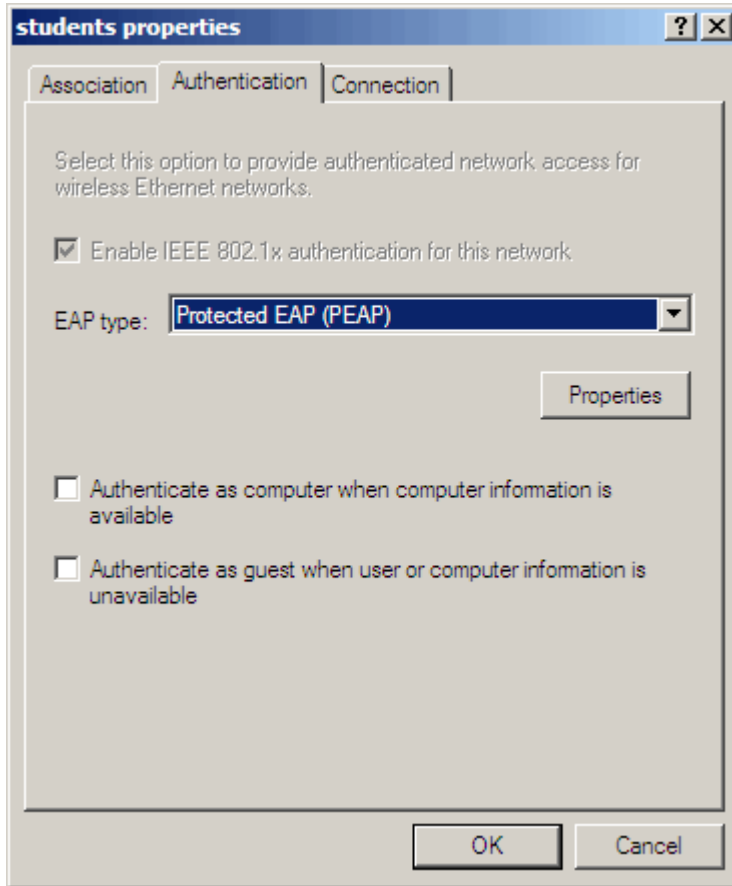 students properties
Association Authentication Connection
Select this option to provide authenticated network access for
wireless Ethernet networks.
Enable IEEE 802.1x authentication for this network
EAP type: Protected EAP (PEAP)
Properties
Authenticate as computer when computer information is
available
Authenticate as guest when user or computer information is
unavailable
OK Cancel